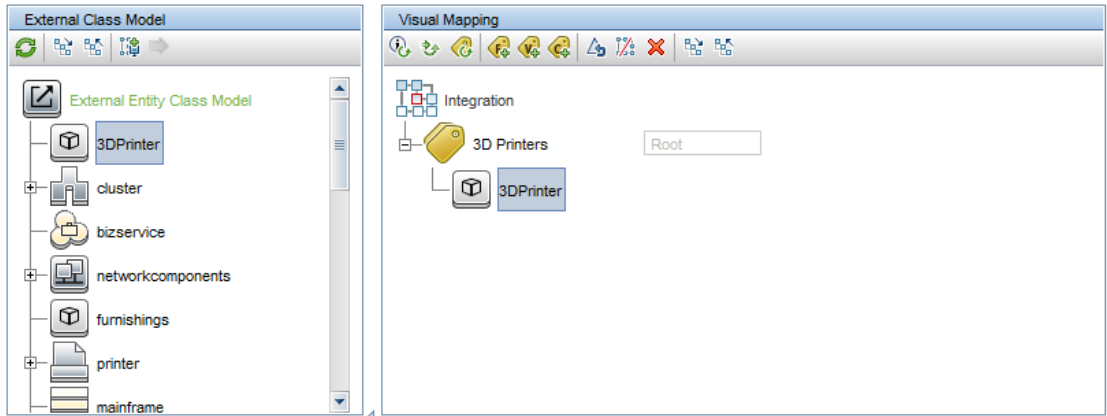 External Class Model
External Entity Class Model
3DPrinter
cluster
bizservice
networkcomponents
furnishings
printer
mainframe
Visual Mapping
F
V
C
Integration
3D Printers
Root
3DPrinter